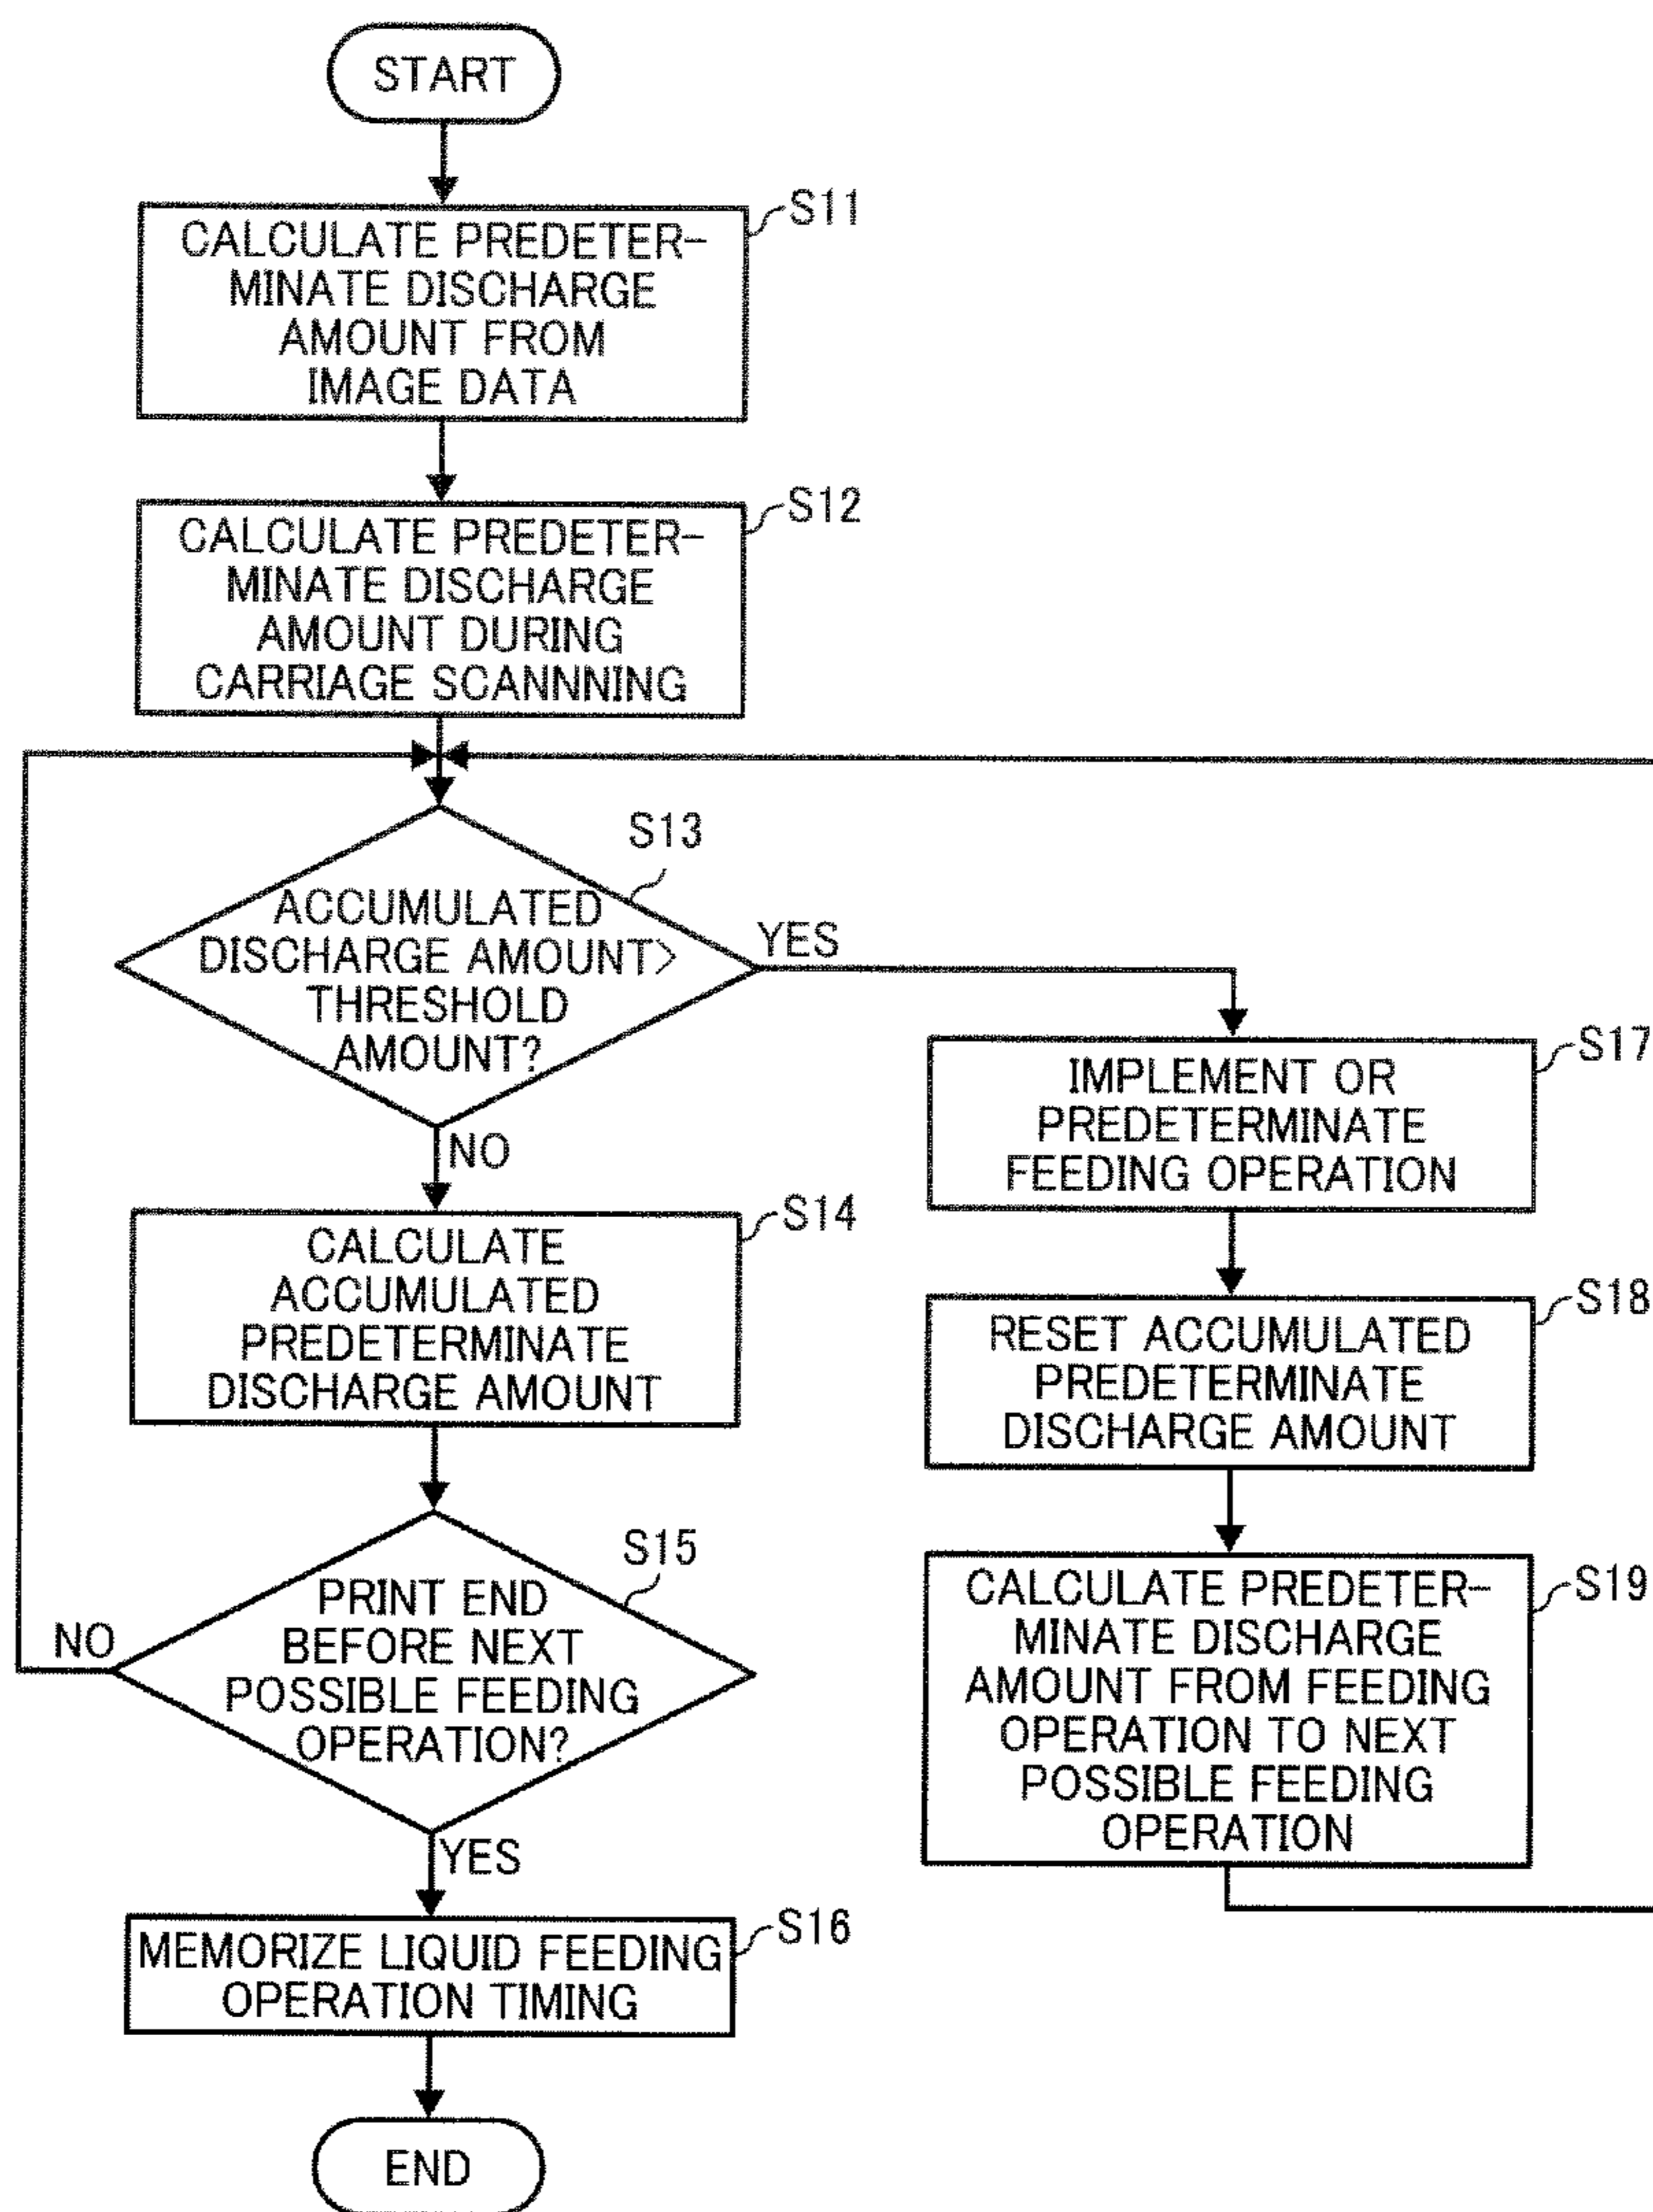 START
S11
CALCULATE PREDETER-
MINATE DISCHARGE
AMOUNT FROM
IMAGE DATA
S12
CALCULATE PREDETER-
MINATE DISCHARGE
AMOUNT DURING
CARRIAGE SCANNNING
S13
ACCUMULATED
DISCHARGE AMOUNT>
THRESHOLD
AMOUNT?
YES
NO
S14
CALCULATE
ACCUMULATED
PREDETERMINATE
DISCHARGE AMOUNT
S15
PRINT END
BEFORE NEXT
POSSIBLE FEEDING
OPERATION?
NO
YES
S16
MEMORIZE LIQUID FEEDING
OPERATION TIMING
END
S17
IMPLEMENT OR
PREDETERMINATE
FEEDING OPERATION
S18
RESET ACCUMULATED
PREDETERMINATE
DISCHARGE AMOUNT
S19
CALCULATE PREDETER-
MINATE DISCHARGE
AMOUNT FROM FEEDING
OPERATION TO NEXT
POSSIBLE FEEDING
OPERATION